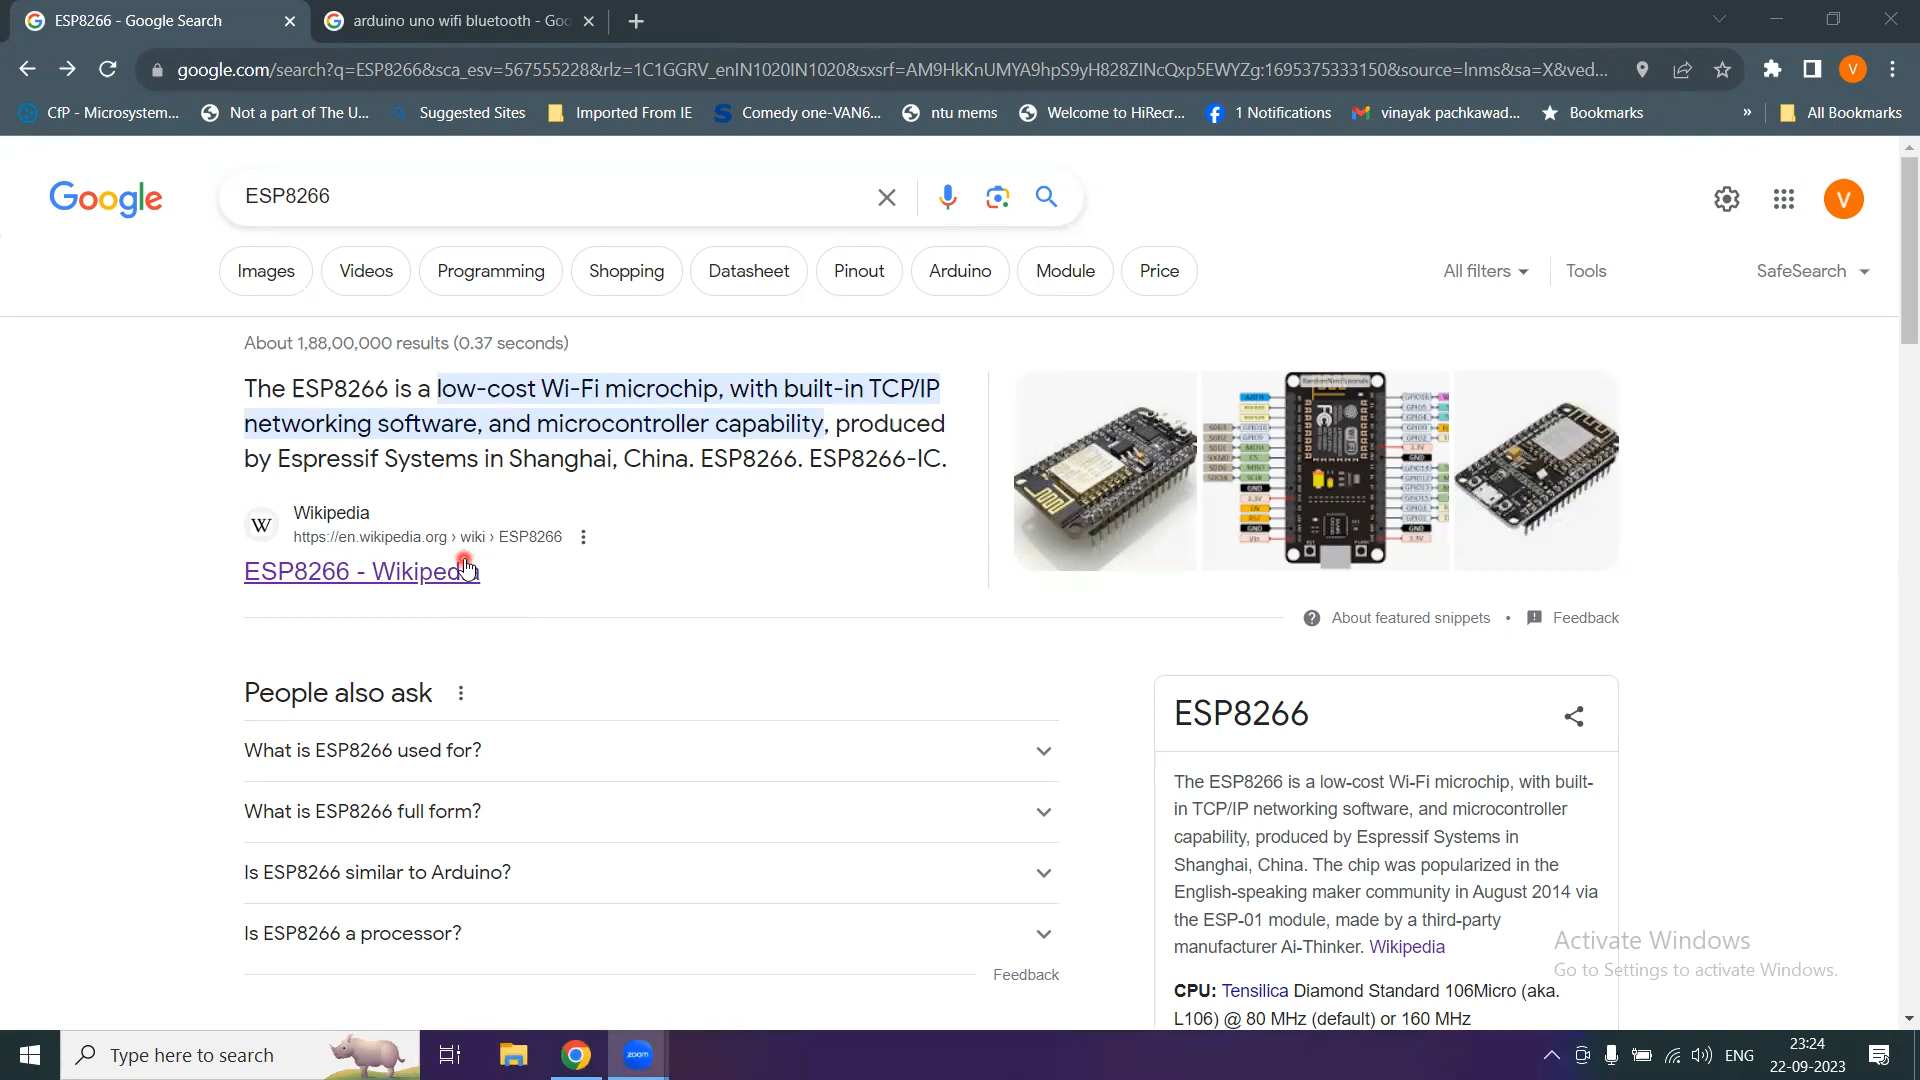 ESP8266 - Google Search
arduino uno wifi bluetooth - Goo
google.com/search?q=ESP8266&sca_esv=567555228&rlz=1C1GGRV_enIN1020IN1020&sxsrf=AM9HkKnUMYA9hpS9yH828ZINcQxp5EWYZg:1695375333150&source=lnms&sa=X&ved...
V
CfP - Microsystem...
Not a part of The U...
Suggested Sites
Imported From IE
Comedy one-VAN6...
ntu mems
Welcome to HiRecr...
1 Notifications
vinayak pachkawad...
Bookmarks
»
All Bookmarks
Google
ESP8266
V
Images
Videos
Programming
Shopping
Datasheet
Pinout
Arduino
Module
Price
All filters
Tools
SafeSearch
About 1,88,00,000 results (0.37 seconds)
The ESP8266 is a low-cost Wi-Fi microchip, with built-in TCP/IP
networking software, and microcontroller capability, produced
by Espressif Systems in Shanghai, China. ESP8266. ESP8266-IC.
W
Wikipedia
https://en.wikipedia.org › wiki › ESP8266
ESP8266 - Wikipedia
About featured snippets
•
Feedback
People also ask
What is ESP8266 used for?
What is ESP8266 full form?
Is ESP8266 similar to Arduino?
Is ESP8266 a processor?
Feedback
ESP8266
The ESP8266 is a low-cost Wi-Fi microchip, with built-
in TCP/IP networking software, and microcontroller
capability, produced by Espressif Systems in
Shanghai, China. The chip was popularized in the
English-speaking maker community in August 2014 via
the ESP-01 module, made by a third-party
manufacturer Ai-Thinker. Wikipedia
CPU: Tensilica Diamond Standard 106Micro (aka.
L106) @ 80 MHz (default) or 160 MHz
Activate Windows
Go to Settings to activate Windows.
Type here to search
zoom
ENG
23:24
22-09-2023